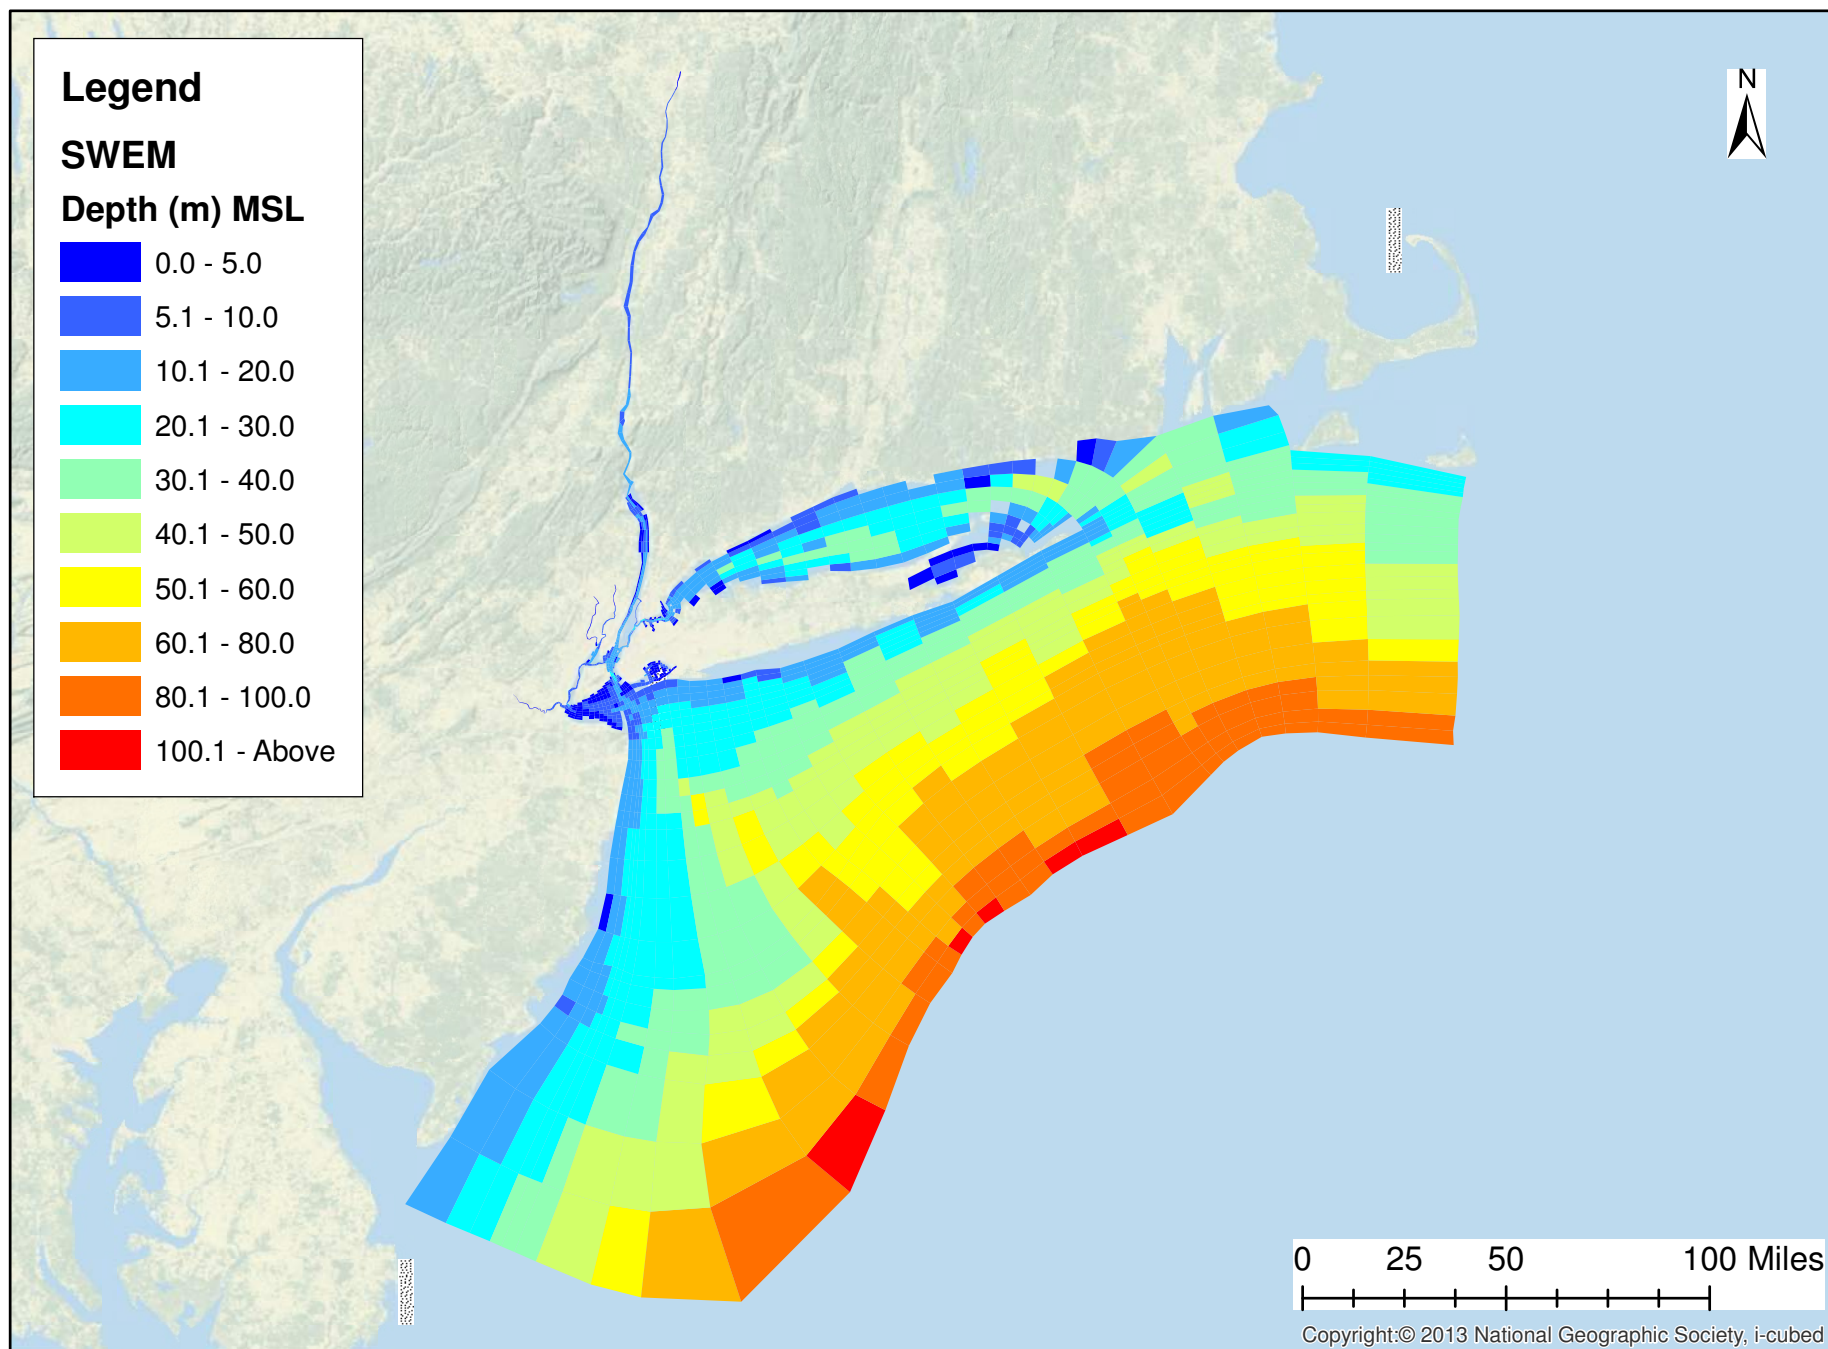 Legend
SWEM
Depth (m) MSL
0.0 - 5.0
5.1 - 10.0
10.1 - 20.0
20.1 - 30.0
30.1 - 40.0
40.1 - 50.0
50.1 - 60.0
60.1 - 80.0
80.1 - 100.0
100.1 - Above
N
0 25 50 100 Miles
Copyright:© 2013 National Geographic Society, i-cubed